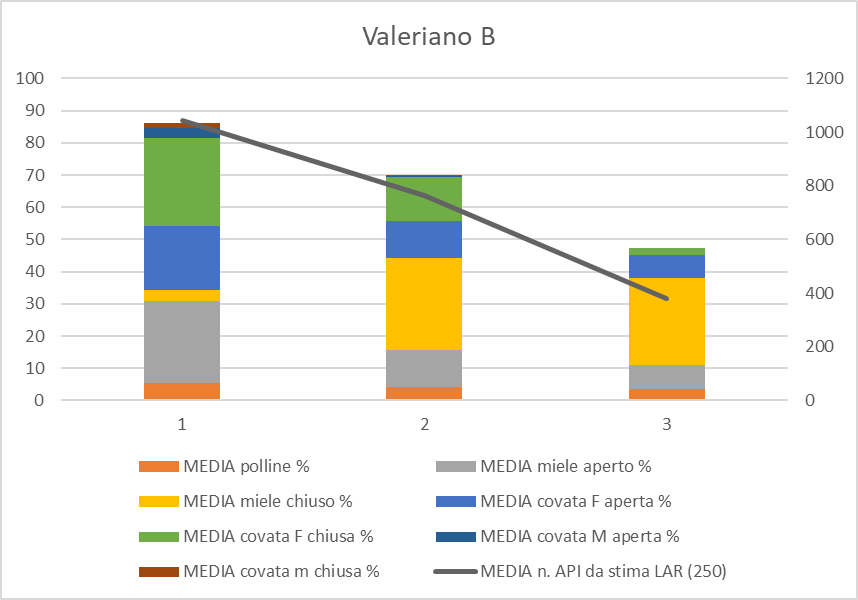 Valeriano B
100 1200
90
80 1000
70 800
60
50 600
40 400
30
20 200
10
0 0
1 2 3
MEDIA polline % MEDIA miele aperto %
MEDIA miele chiuso % MEDIA covata F aperta %
MEDIA covata F chiusa % MEDIA covata M aperta %
MEDIA covata m chiusa % MEDIA n. API da stima LAR (250)